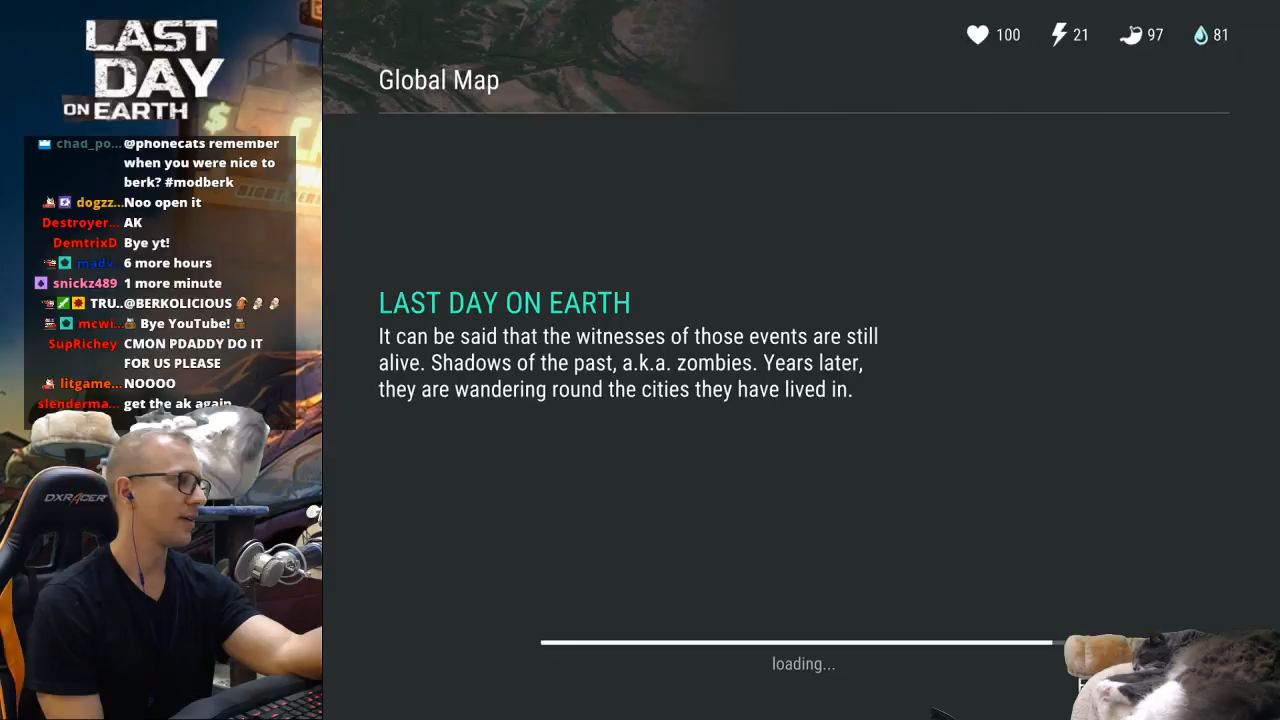 LAST
DAY
ON EARTH
chad_po... @phonecats remember
when you were nice to
berk? #modberk
dogzz... Noo open it
Destroyer... AK
DemtrixD Bye yt!
madv... 6 more hours
snickz489 1 more minute
TRU.. @BERKOLICIOUS
mcwi... Bye YouTube!
SupRichey CMON PDADDY DO IT
FOR US PLEASE
litgame... NOOOO
slenderma... get the ak again
DXRACER
Global Map
100 21 97 81
LAST DAY ON EARTH
It can be said that the witnesses of those events are still
alive. Shadows of the past, a.k.a. zombies. Years later,
they are wandering round the cities they have lived in.
loading...